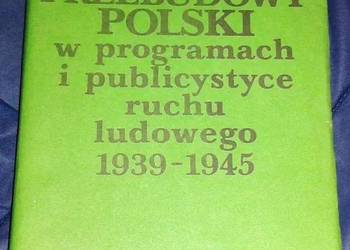 PRZEBUDOWY
POLSKI
w programach
i publicystyce
ruchu
ludowego
1939-1945